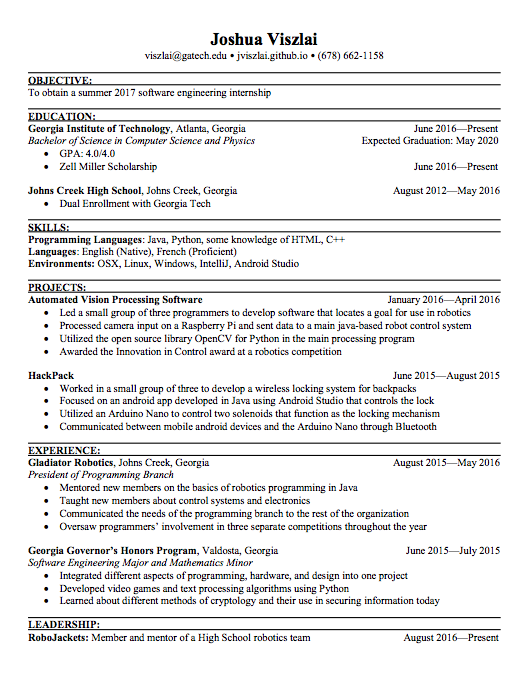 Joshua Viszlai
viszlai@gatech.edu • jviszlai.github.io • (678) 662-1158
OBJECTIVE:
To obtain a summer 2017 software engineering internship
EDUCATION:
Georgia Institute of Technology, Atlanta, Georgia June 2016—Present
Bachelor of Science in Computer Science and Physics Expected Graduation: May 2020
• GPA: 4.0/4.0
• Zell Miller Scholarship June 2016—Present
Johns Creek High School, Johns Creek, Georgia August 2012—May 2016
• Dual Enrollment with Georgia Tech
SKILLS:
Programming Languages: Java, Python, some knowledge of HTML, C++
Languages: English (Native), French (Proficient)
Environments: OSX, Linux, Windows, IntelliJ, Android Studio
PROJECTS:
Automated Vision Processing Software January 2016—April 2016
• Led a small group of three programmers to develop software that locates a goal for use in robotics
• Processed camera input on a Raspberry Pi and sent data to a main java-based robot control system
• Utilized the open source library OpenCV for Python in the main processing program
• Awarded the Innovation in Control award at a robotics competition
HackPack June 2015—August 2015
• Worked in a small group of three to develop a wireless locking system for backpacks
• Focused on an android app developed in Java using Android Studio that controls the lock
• Utilized an Arduino Nano to control two solenoids that function as the locking mechanism
• Communicated between mobile android devices and the Arduino Nano through Bluetooth
EXPERIENCE:
Gladiator Robotics, Johns Creek, Georgia August 2015—May 2016
President of Programming Branch
• Mentored new members on the basics of robotics programming in Java
• Taught new members about control systems and electronics
• Communicated the needs of the programming branch to the rest of the organization
• Oversaw programmers' involvement in three separate competitions throughout the year
Georgia Governor's Honors Program, Valdosta, Georgia June 2015—July 2015
Software Engineering Major and Mathematics Minor
• Integrated different aspects of programming, hardware, and design into one project
• Developed video games and text processing algorithms using Python
• Learned about different methods of cryptology and their use in securing information today
LEADERSHIP:
RoboJackets: Member and mentor of a High School robotics team August 2016—Present